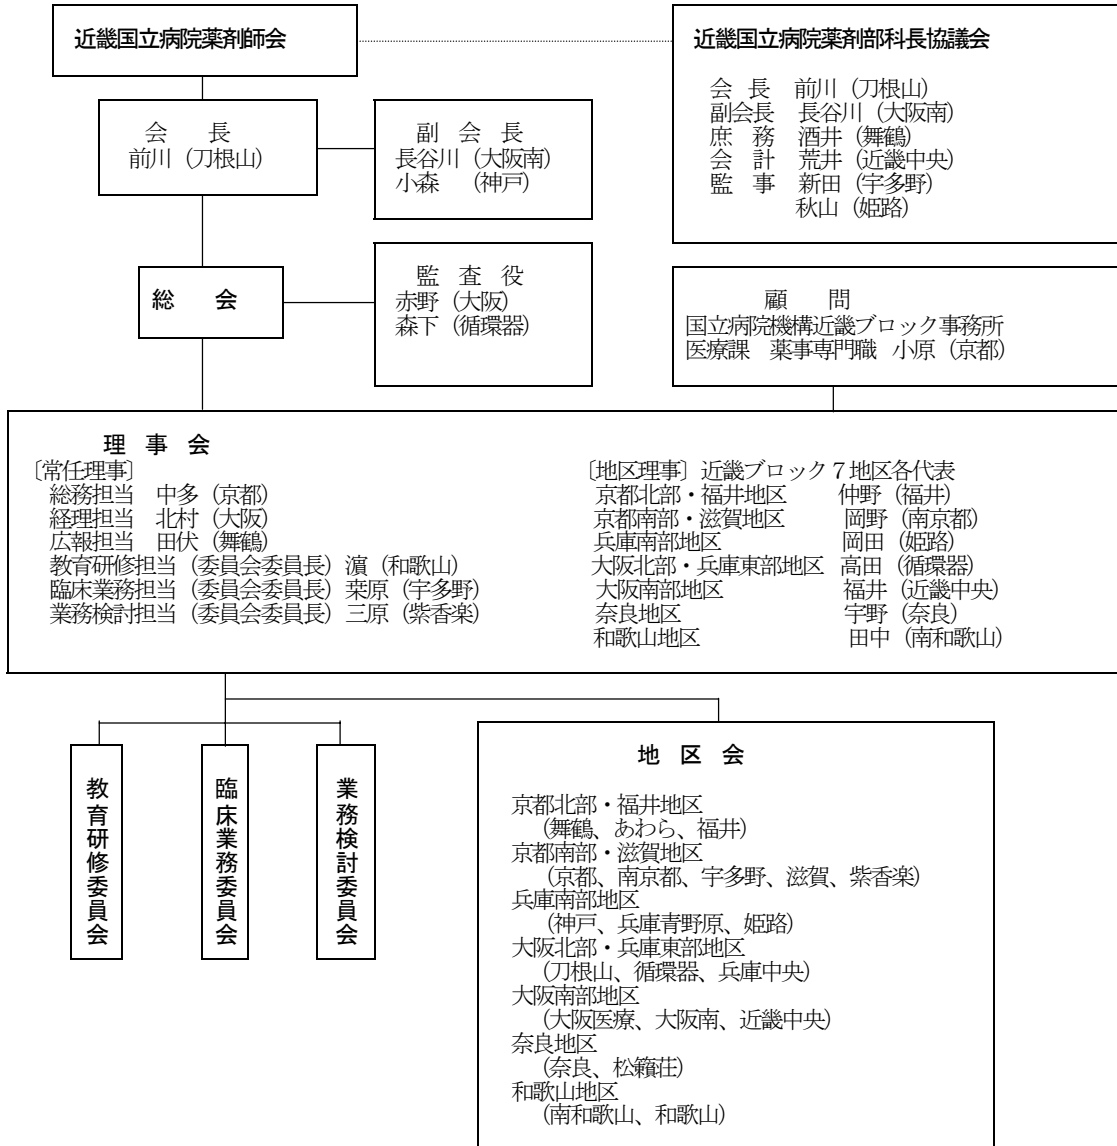 近畿国立病院薬剤師会
近畿国立病院薬剤部科長協議会
会 長 前川（刀根山）
副会長 長谷川（大阪南）
庶 務 酒井（舞鶴）
会 計 荒井（近畿中央）
監 事 新田（宇多野）
秋山（姫路）
会 長
前川（刀根山）
副 会 長
長谷川（大阪南）
小森 （神戸）
総 会
監 査 役
赤野（大阪）
森下（循環器）
顧 問
国立病院機構近畿ブロック事務所
医療課 薬事専門職 小原（京都）
理 事 会
〔常任理事〕
総務担当 中多（京都）
経理担当 北村（大阪）
広報担当 田伏（舞鶴）
教育研修担当（委員会委員長）濵（和歌山）
臨床業務担当（委員会委員長）桒原（宇多野）
業務検討担当（委員会委員長）三原（紫香楽）
〔地区理事〕近畿ブロック７地区各代表
京都北部・福井地区 仲野（福井）
京都南部・滋賀地区 岡野（南京都）
兵庫南部地区 岡田（姫路）
大阪北部・兵庫東部地区 高田（循環器）
大阪南部地区 福井（近畿中央）
奈良地区 宇野（奈良）
和歌山地区 田中（南和歌山）
教育研修委員会
臨床業務委員会
業務検討委員会
地 区 会
京都北部・福井地区
（舞鶴、あわら、福井）
京都南部・滋賀地区
（京都、南京都、宇多野、滋賀、紫香楽）
兵庫南部地区
（神戸、兵庫青野原、姫路）
大阪北部・兵庫東部地区
（刀根山、循環器、兵庫中央）
大阪南部地区
（大阪医療、大阪南、近畿中央）
奈良地区
（奈良、松籟荘）
和歌山地区
（南和歌山、和歌山）